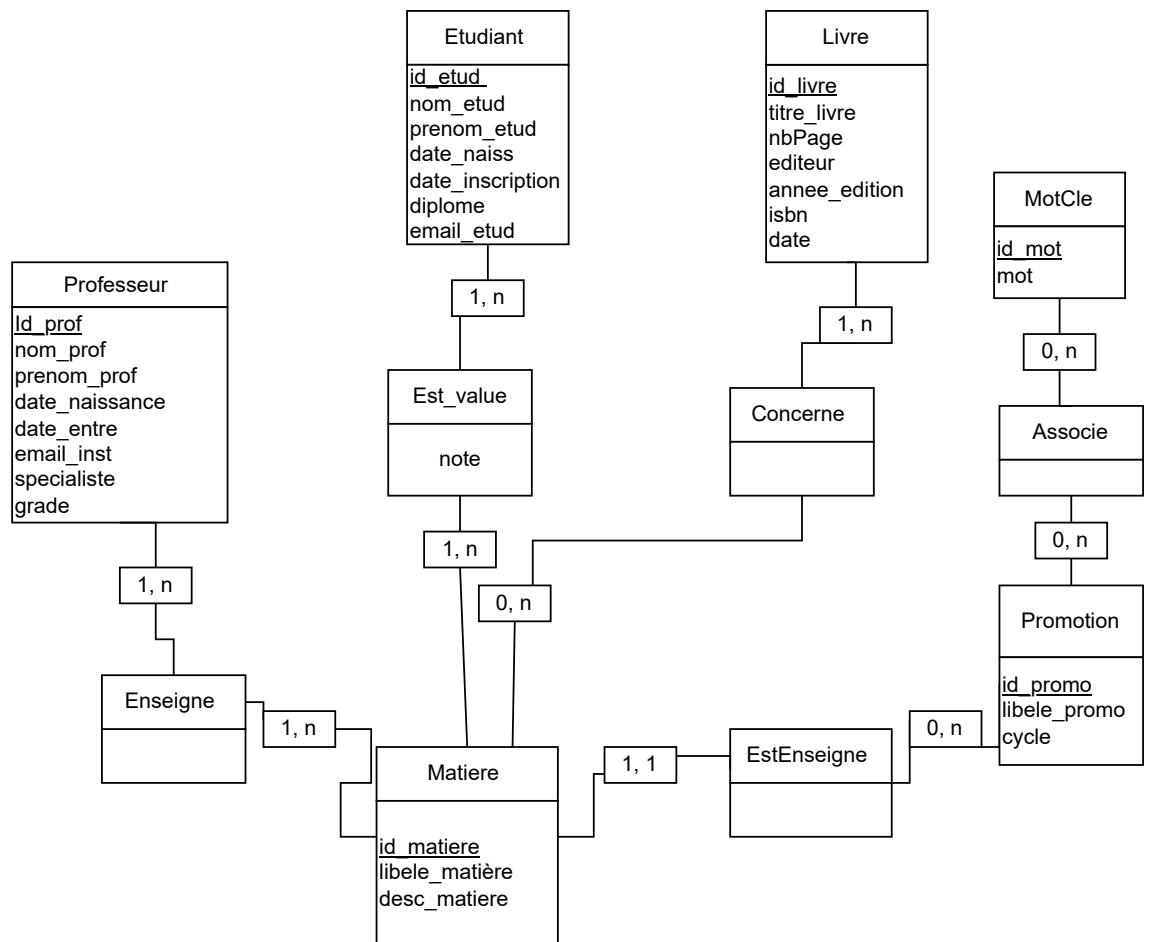 Etudiant
id_etud
nom_etud
prenom_etud
date_naiss
date_inscription
diplome
email_etud
Livre
id_livre
titre_livre
nbPage
editeur
annee_edition
isbn
date
MotCle
id_mot
mot
Professeur
Id_prof
nom_prof
prenom_prof
date_naissance
date_entre
email_inst
specialiste
grade
1, n
1, n
0, n
Est_value
note
Concerne
Associe
1, n
1, n
0, n
0, n
Promotion
id_promo
libele_promo
cycle
Enseigne
1, n
Matiere
id_matiere
libele_matière
desc_matiere
1, 1
EstEnseigne
0, n